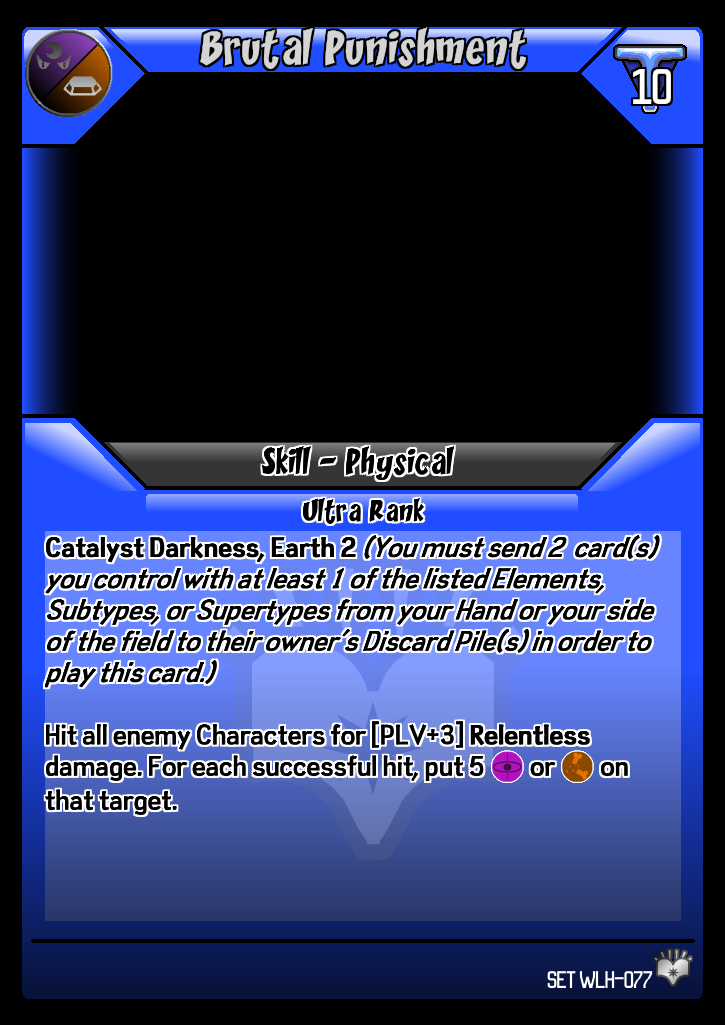 Brutal Punishment
10
Skill - Physical
Ultra Rank
Catalyst Darkness, Earth 2 (You must send 2 card(s)
you control with at least 1 of the listed Elements,
Subtypes, or Supertypes from your Hand or your side
of the field to their owner's Discard Pile(s) in order to
play this card.)
Hit all enemy Characters for [PLV+3] Relentless
damage. For each successful hit, put 5 or on
that target.
SET WLH-077